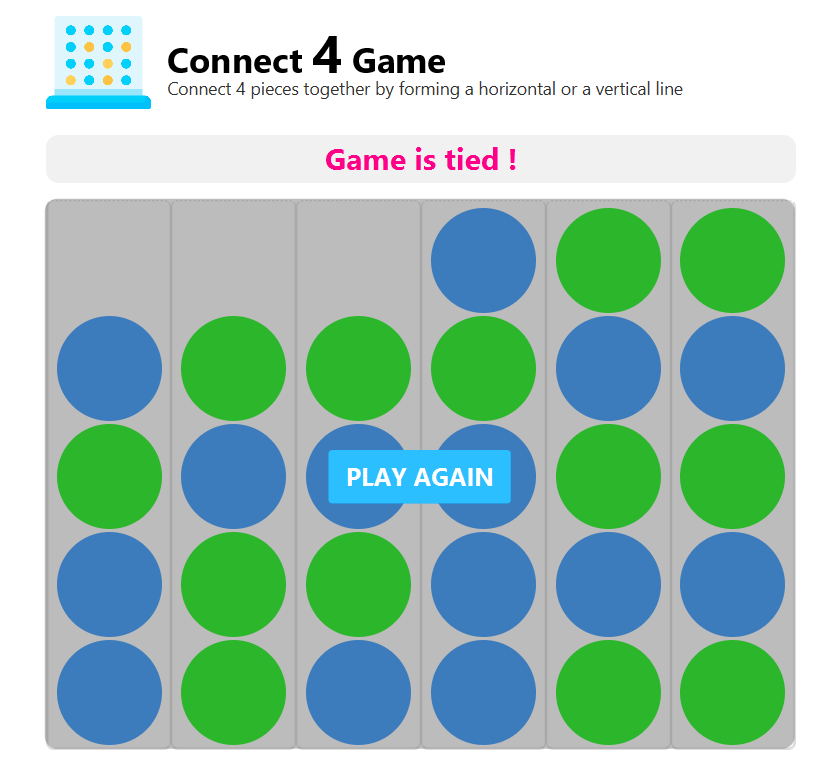 Connect 4 Game
Connect 4 pieces together by forming a horizontal or a vertical line
Game is tied !
PLAY AGAIN